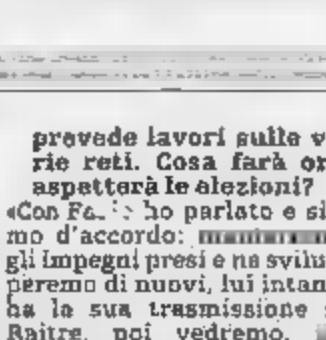 prevede lavori sulle v
rie reti. Cosa farà or
aspetterà le elezioni?
«Con Fa ho parlato e si
mo d'accordo:
gli impegni presi e ne svilu
peremo di nuovi, lui intan
ha la sua trasmissione
Raitre, poi vedremo.